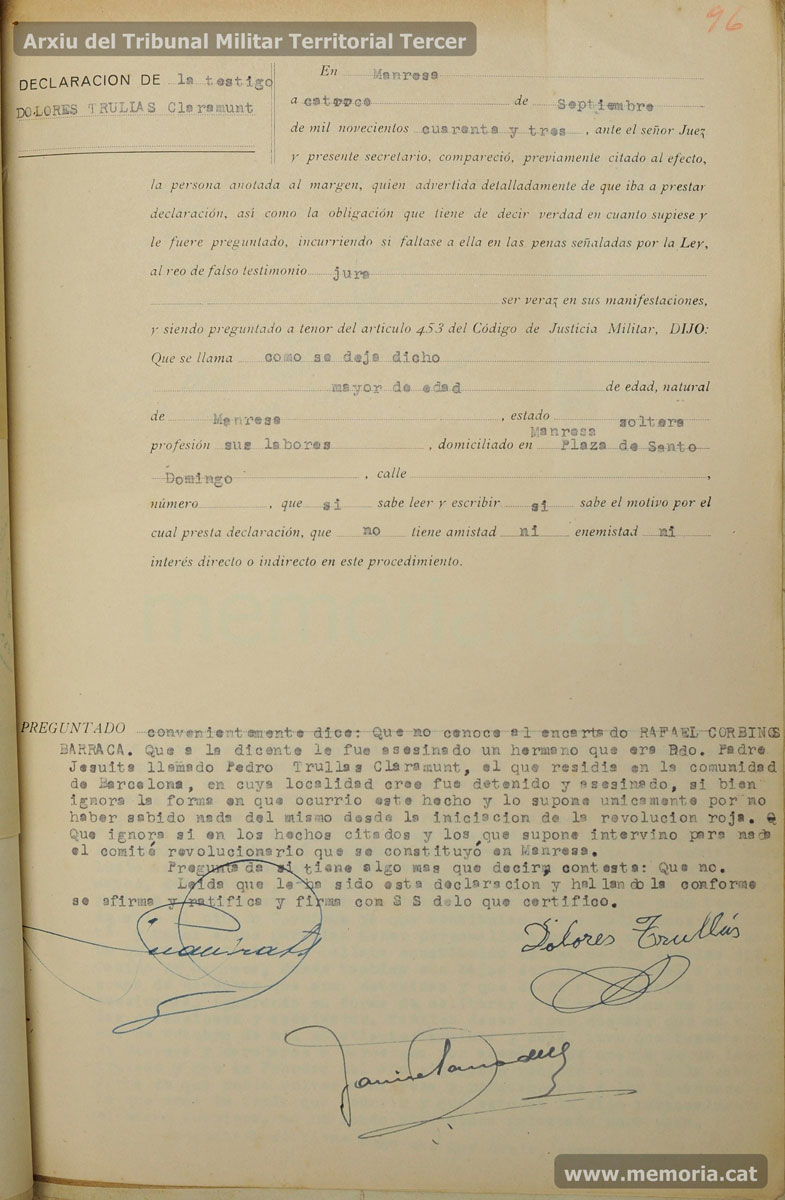 96
Arxiu del Tribunal Militar Territorial Tercer
DECLARACION DE la testigo
DOLORES TRULLAS Claramunt
En Manresa
a catorce de Septiembre
de mil novecientos cuarenta y tres, ante el señor Juez
y presente secretario, compareció, previamente citado al efecto,
la persona anotada al margen, quien advertida detalladamente de que iba a prestar
declaración, asi como la obligación que tiene de decir verdad en cuanto supiese y
le fuere preguntado, incurriendo si faltase a ella en las penas señaladas por la Ley,
al reo de falso testimonio jura
ser veraz en sus manifestaciones,
y siendo preguntado a tenor del articulo 453 del Código de Justicia Militar, DIJO:
Que se llama como se deja dicho
mayor de edad de edad, natural
de Manresa, estado soltera
profesión sus labores, domiciliado en Manresa Plaza de Santo
Domingo, calle ,
número , que si sabe leer y escribir si sabe el motivo por el
cual presta declaración, que no tiene amistad ni enemistad ni
interés directo o indirecto en este procedimiento.
memoria.cat
PREGUNTADO convenientemente dice: Que no conoce al encartado RAFAEL CORBINOS
BARRACA. Que a la dicente le fue asesinado un hermano que era Rdo. Padre
Jesuita llamado Pedro Trullas Claramunt, el que residia en la comunidad
de Barcelona, en cuya localidad cree fue detenido y asesinado, si bien
ignora la forma en que ocurrio este hecho y lo supone unicamente por no
haber sabido nada del mismo desde la iniciacion de la revolucion roja.
Que ignora si en los hechos citados y los que supone intervino para nada
el comité revolucionario que se constituyó en Manresa.
Preguntada si tiene algo mas que decir, contesta: Que no.
Leida que le ha sido esta declaracion y hallandola conforme
se afirma y ratifica y firma con S S delo que certifico.
Dolores Trullás
www.memoria.cat